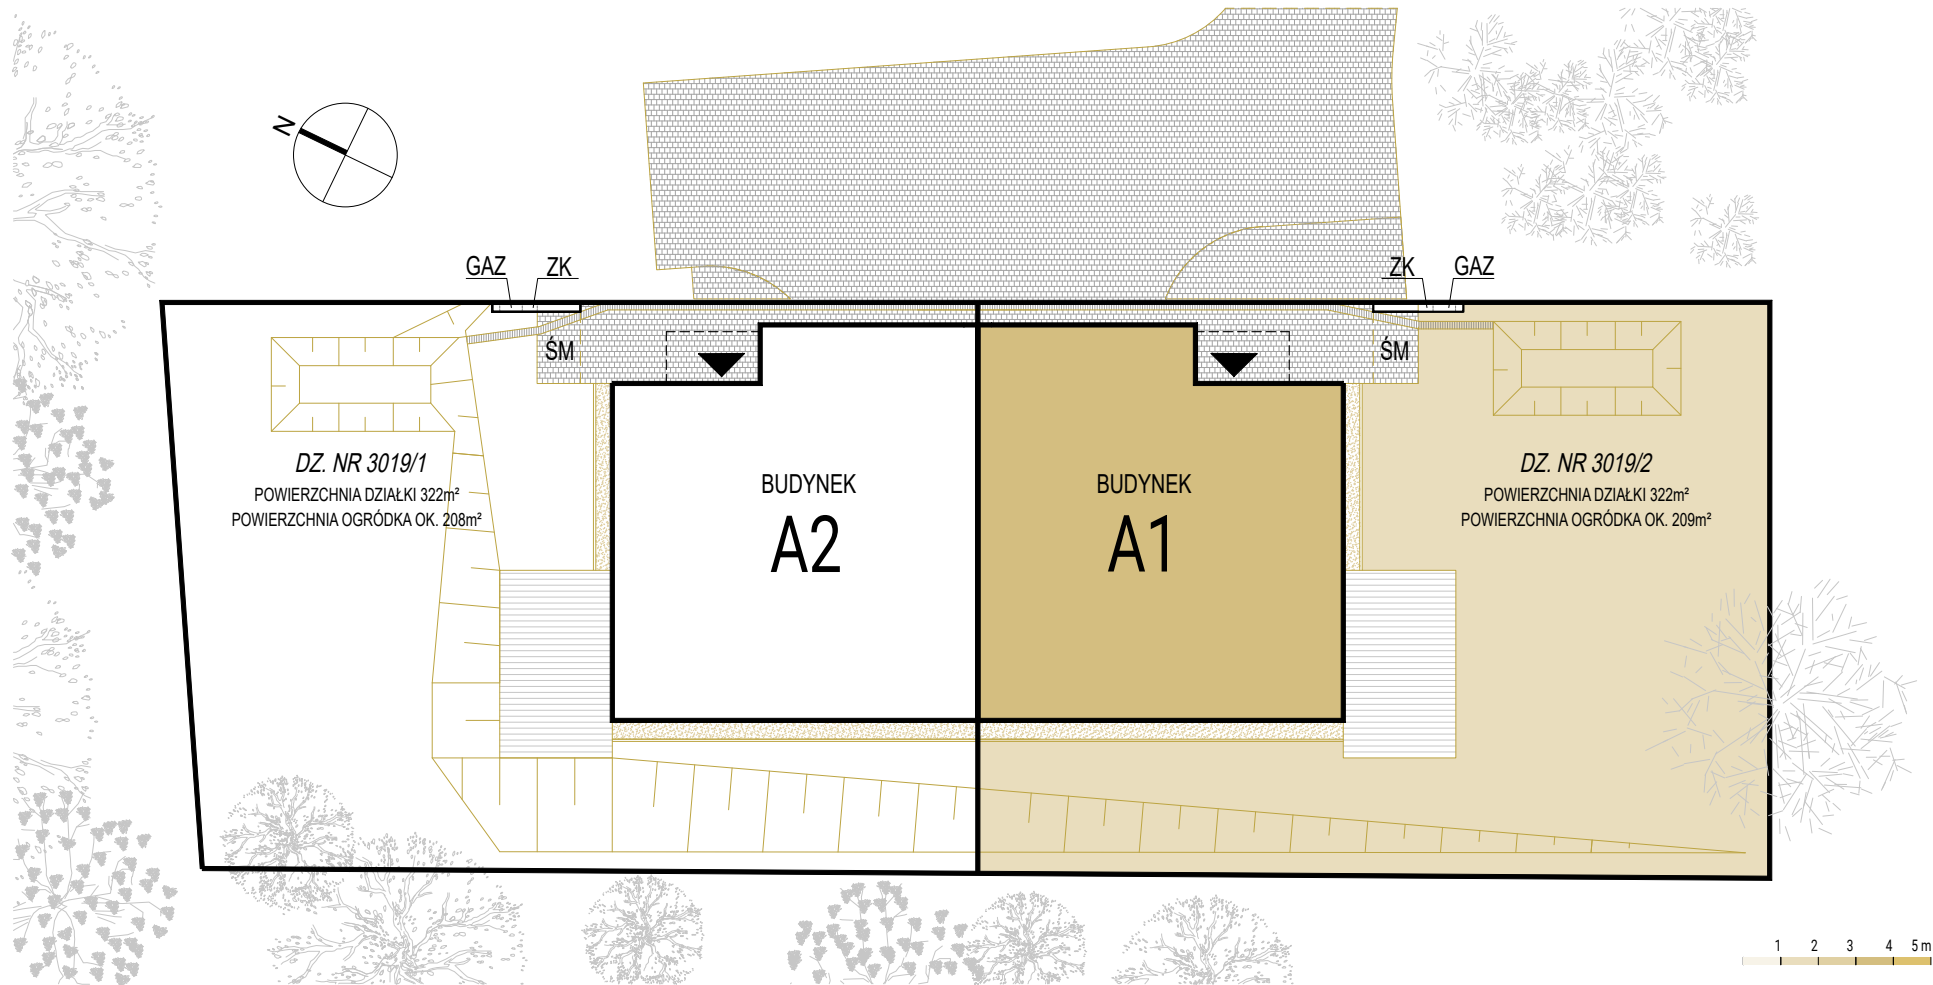 N
GAZ ZK
ZK GAZ
ŚM
ŚM
DZ. NR 3019/1
POWIERZCHNIA DZIAŁKI 322m²
POWIERZCHNIA OGRÓDKA OK. 208m²
BUDYNEK
A2
BUDYNEK
A1
DZ. NR 3019/2
POWIERZCHNIA DZIAŁKI 322m²
POWIERZCHNIA OGRÓDKA OK. 209m²
1 2 3 4 5 m